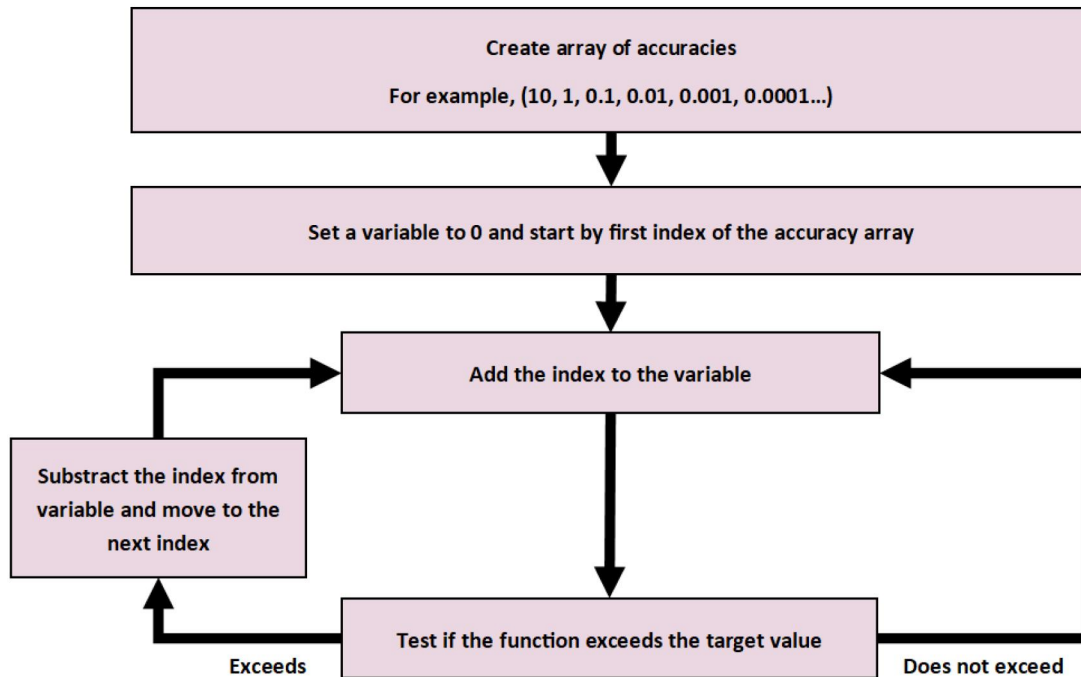 Create array of accuracies
For example, (10, 1, 0.1, 0.01, 0.001, 0.0001...)
Set a variable to 0 and start by first index of the accuracy array
Add the index to the variable
Substract the index from
variable and move to the
next index
Test if the function exceeds the target value
Exceeds
Does not exceed